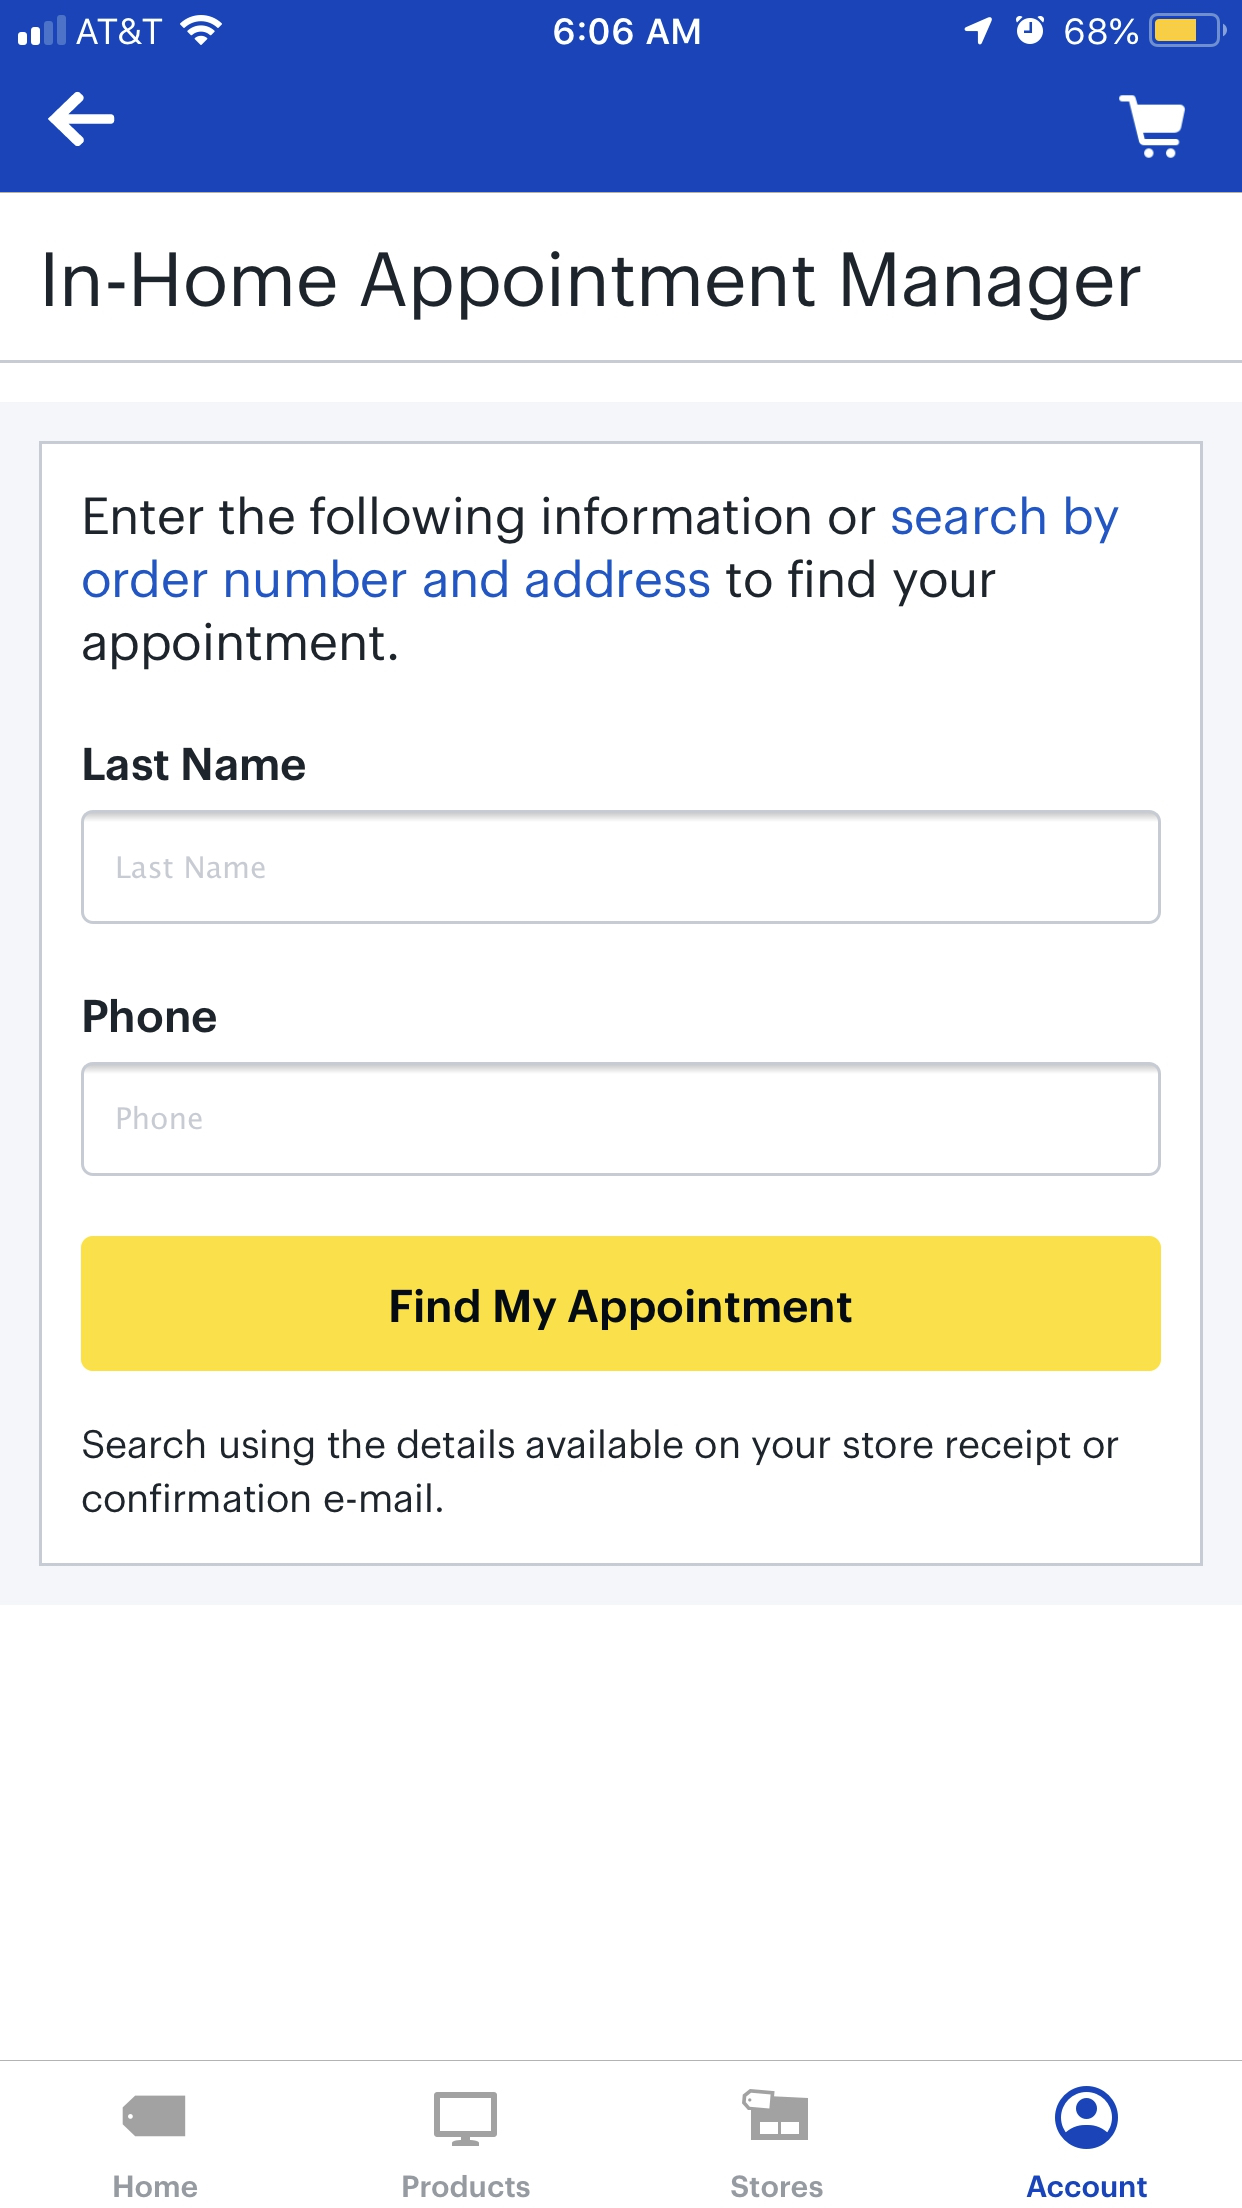 AT&T 6:06 AM 68%
In-Home Appointment Manager
Enter the following information or search by
order number and address to find your
appointment.
Last Name
Last Name
Phone
Phone
Find My Appointment
Search using the details available on your store receipt or
confirmation e-mail.
Home Products Stores Account